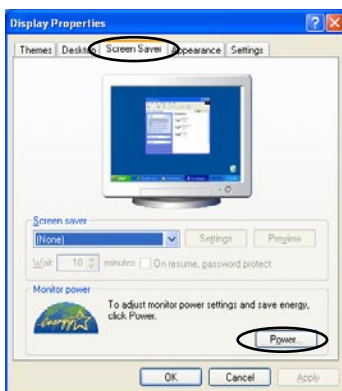 Display Properties
Themes Desktop Screen Saver Appearance Settings
Screen saver
(None) Settings Preview
Wait: 10 minutes On resume, password protect
Monitor power
To adjust monitor power settings and save energy,
click Power.
energy
Power...
OK Cancel Apply